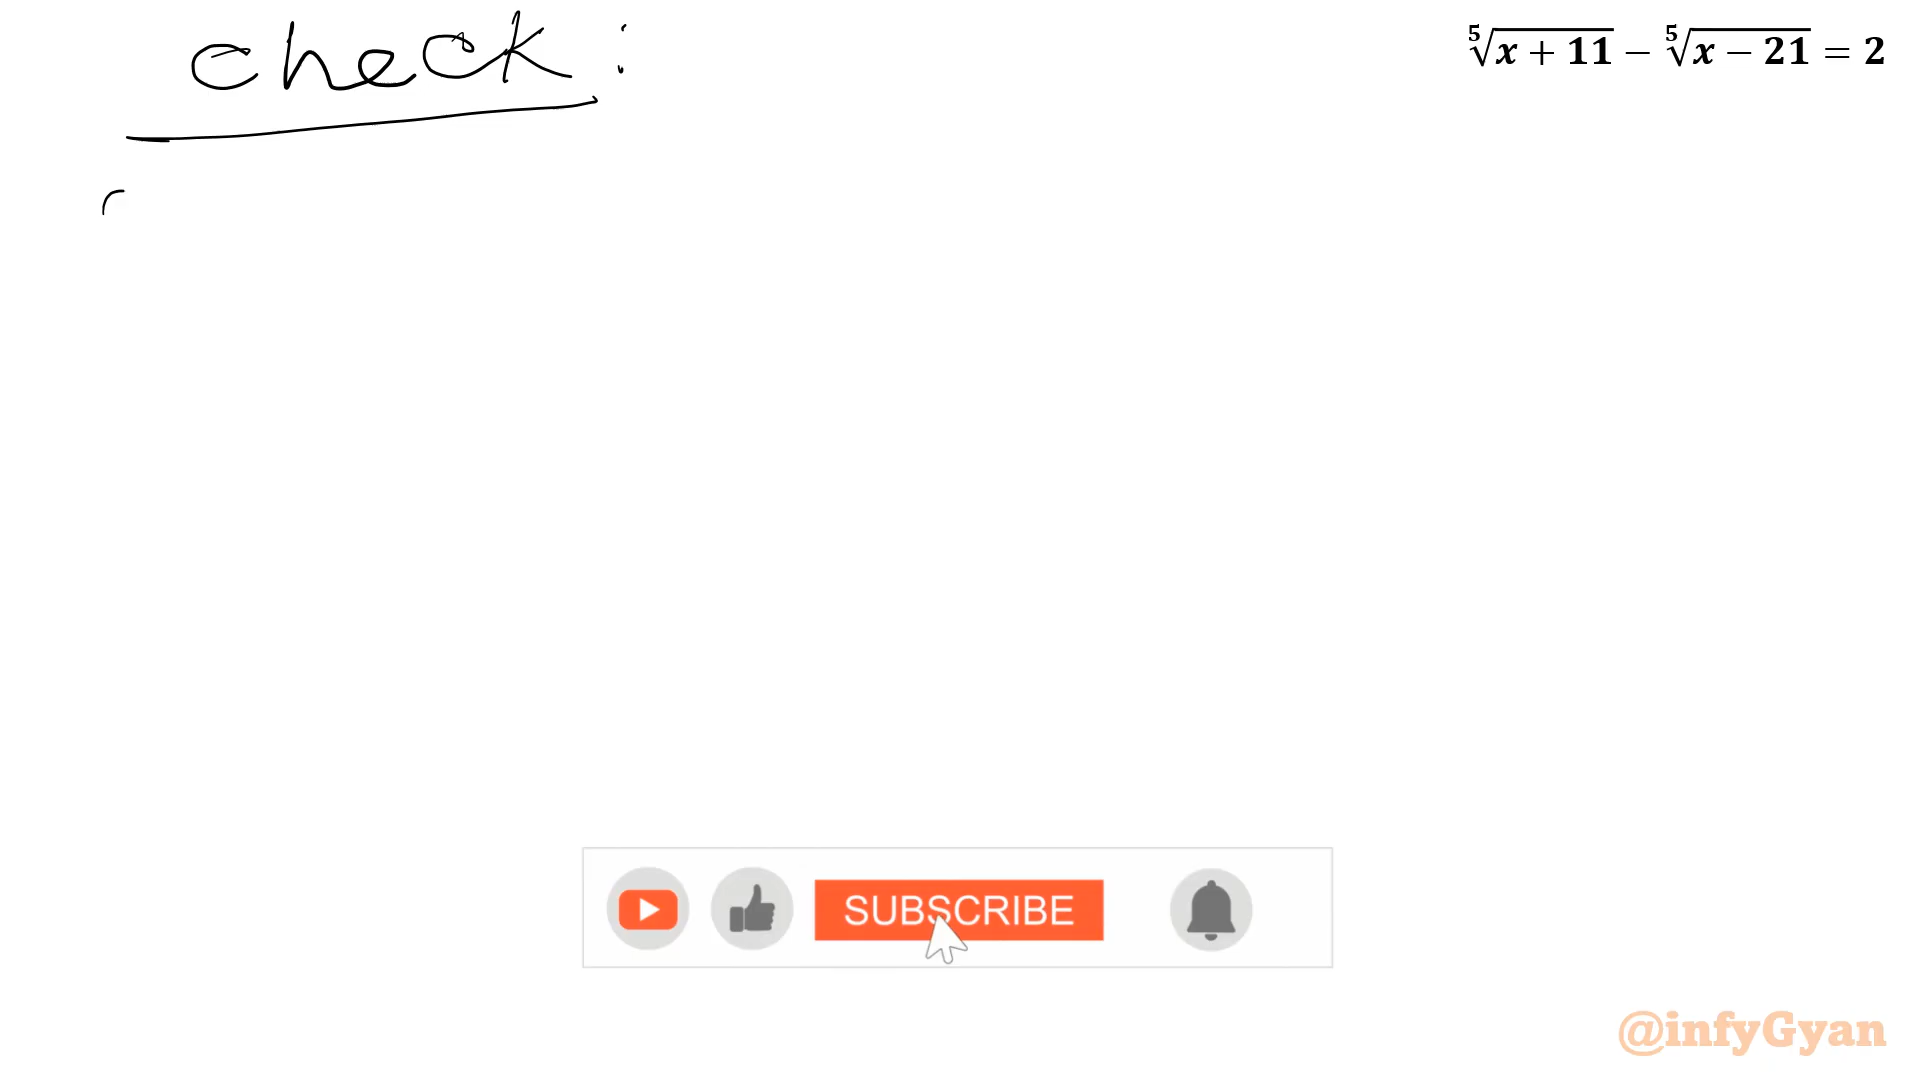 check :
⁵√(x + 11) − ⁵√(x − 21) = 2
SUBSCRIBE
@infyGyan